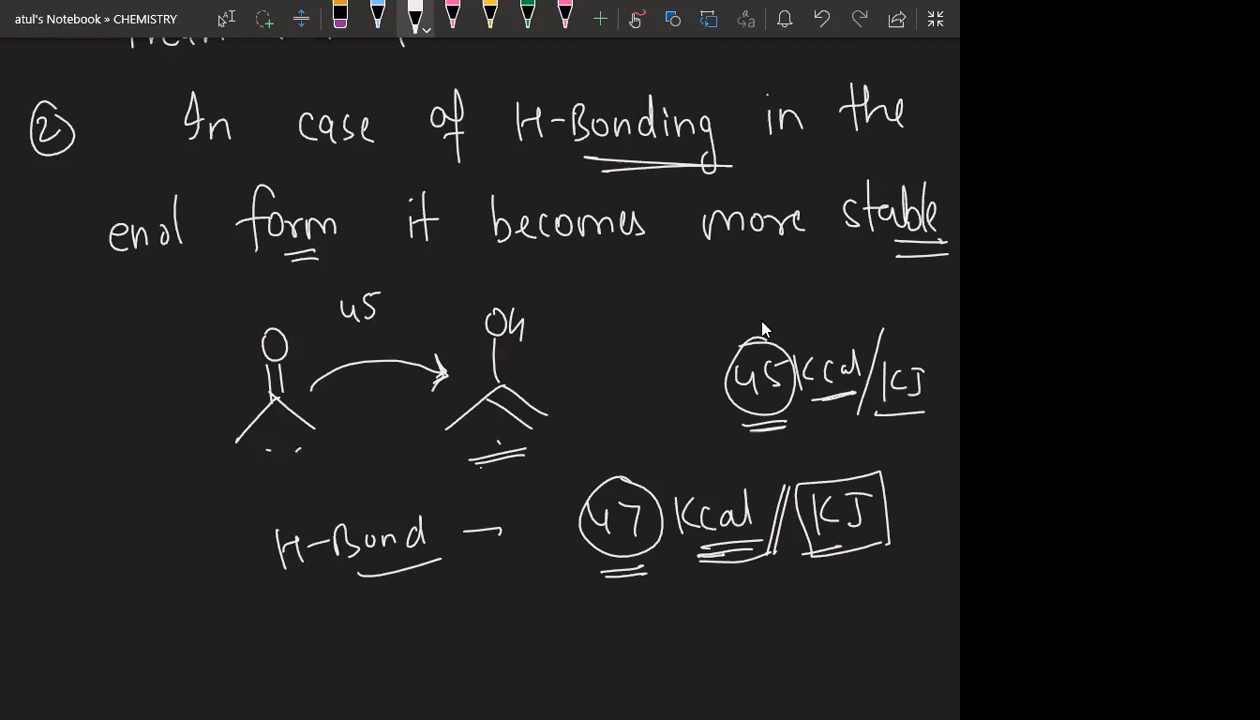 atul's Notebook » CHEMISTRY
2 In case of H-Bonding in the
enol form it becomes more stable
45
O
OH
45 Kcal/KJ
H-Bond → 47 Kcal//KJ